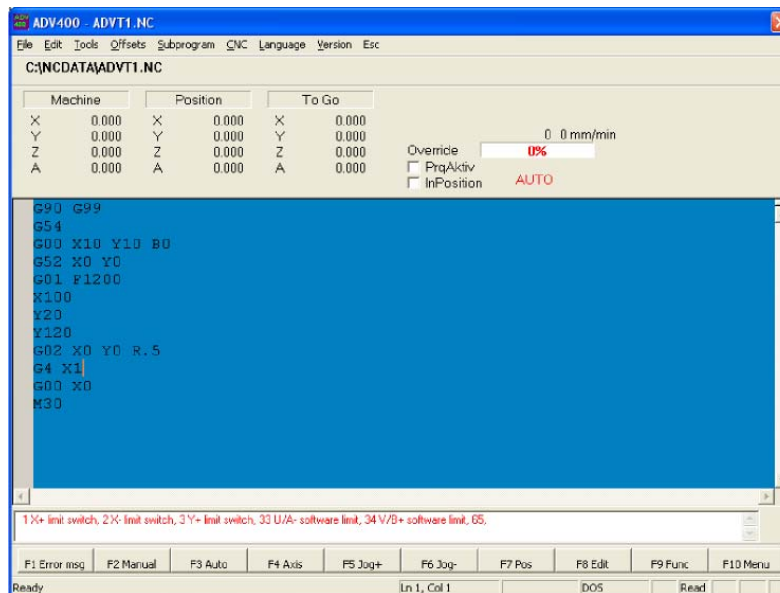 ADV 400 ADV400 - ADVT1.NC
File Edit Tools Offsets Subprogram CNC Language Version Esc
C:\NCDATA\ADVT1.NC
Machine Position To Go
X 0.000 X 0.000 X 0.000
Y 0.000 Y 0.000 Y 0.000 0 0 mm/min
Z 0.000 Z 0.000 Z 0.000 Override 0%
A 0.000 A 0.000 A 0.000 PrqAktiv
InPosition AUTO
G90 G99
G54
G00 X10 Y10 B0
G52 X0 Y0
G01 F1200
X100
Y20
Y120
G02 X0 Y0 R.5
G4 X1
G00 X0
M30
1 X+ limit switch, 2 X- limit switch, 3 Y+ limit switch, 33 U/A- software limit, 34 V/B+ software limit, 65,
F1 Error msg F2 Manual F3 Auto F4 Axis F5 Jog+ F6 Jog- F7 Pos F8 Edit F9 Func F10 Menu
Ready Ln 1, Col 1 DOS Read